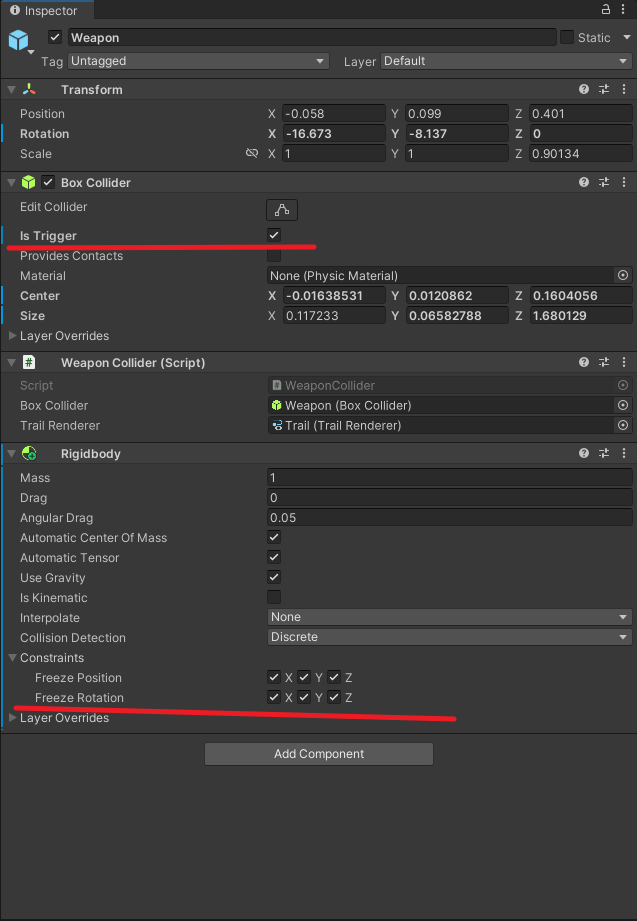 Inspector
Weapon Static
Tag Untagged Layer Default
Transform
Position X -0.058 Y 0.099 Z 0.401
Rotation X -16.673 Y -8.137 Z 0
Scale X 1 Y 1 Z 0.90134
Box Collider
Edit Collider
Is Trigger
Provides Contacts
Material None (Physic Material)
Center X -0.01638531 Y 0.0120862 Z 0.1604056
Size X 0.117233 Y 0.06582788 Z 1.680129
Layer Overrides
# Weapon Collider (Script)
Script # WeaponCollider
Box Collider Weapon (Box Collider)
Trail Renderer Trail (Trail Renderer)
Rigidbody
Mass 1
Drag 0
Angular Drag 0.05
Automatic Center Of Mass
Automatic Tensor
Use Gravity
Is Kinematic
Interpolate None
Collision Detection Discrete
Constraints
Freeze Position X Y Z
Freeze Rotation X Y Z
Layer Overrides
Add Component